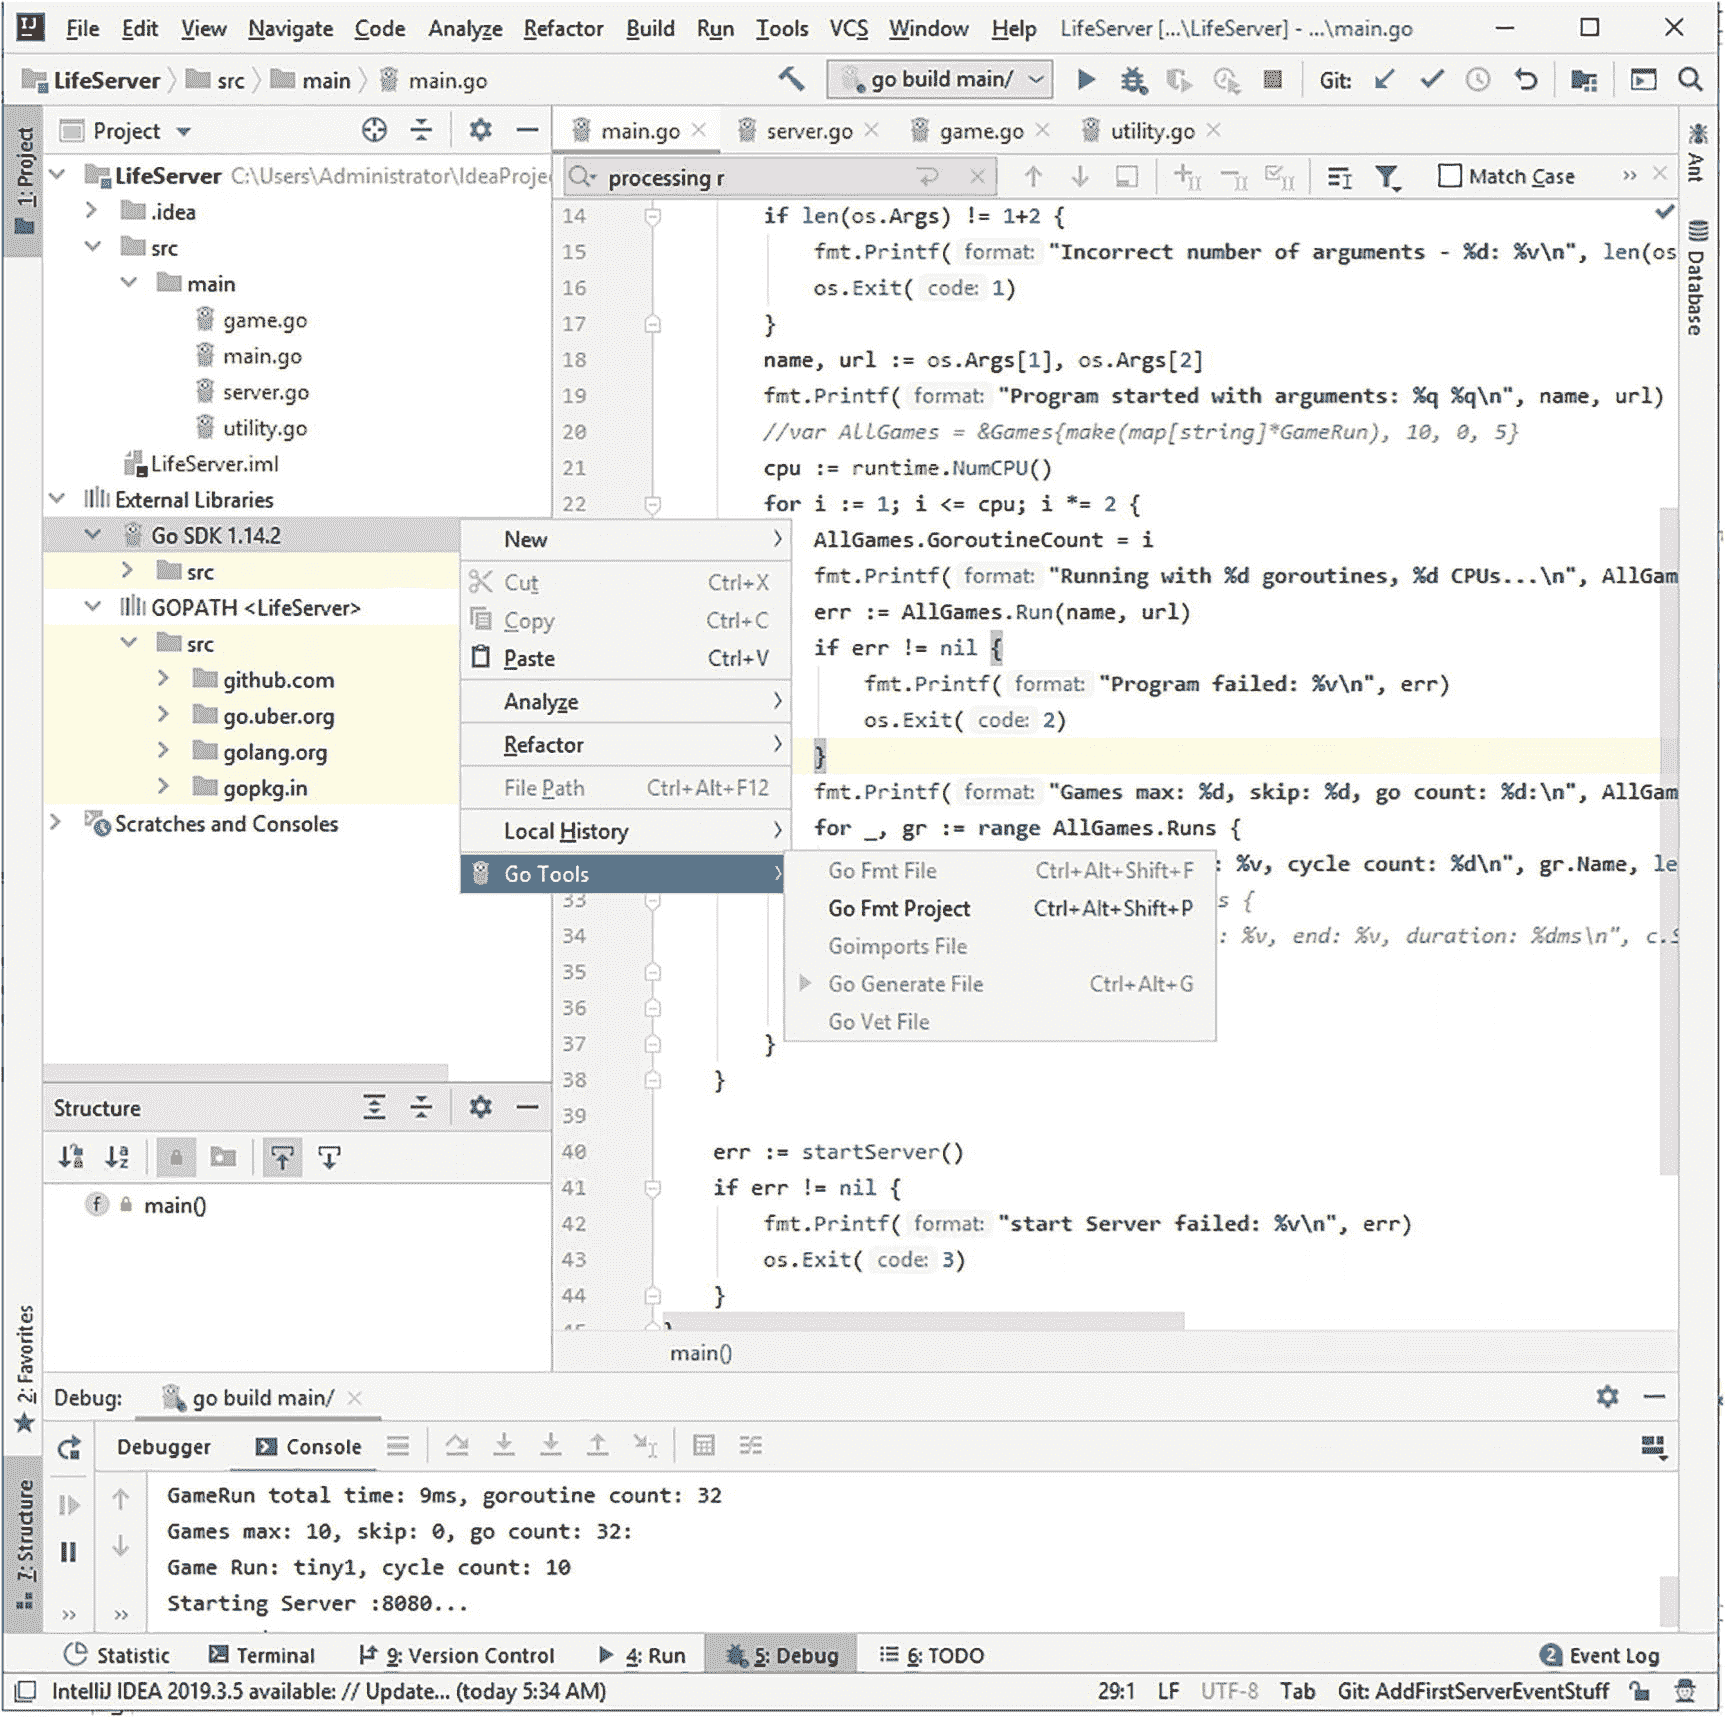 IJ File Edit View Navigate Code Analyze Refactor Build Run Tools VCS Window Help LifeServer [...\LifeServer] - ...\main.go
LifeServer src main main.go go build main/ Git:
1: Project
Project
main.go server.go game.go utility.go
Ant
Database
LifeServer C:\Users\Administrator\IdeaProje
.idea
src
main
game.go
main.go
server.go
utility.go
LifeServer.iml
External Libraries
Go SDK 1.14.2
src
GOPATH <LifeServer>
src
github.com
go.uber.org
golang.org
gopkg.in
Scratches and Consoles
processing r Match Case
14 if len(os.Args) != 1+2 {
15 fmt.Printf( format: "Incorrect number of arguments - %d: %v\n", len(os
16 os.Exit( code: 1)
17 }
18 name, url := os.Args[1], os.Args[2]
19 fmt.Printf( format: "Program started with arguments: %q %q\n", name, url)
20 //var AllGames = &Games{make(map[string]*GameRun), 10, 0, 5}
21 cpu := runtime.NumCPU()
22 for i := 1; i <= cpu; i *= 2 {
AllGames.GoroutineCount = i
fmt.Printf( format: "Running with %d goroutines, %d CPUs...\n", AllGam
err := AllGames.Run(name, url)
if err != nil {
fmt.Printf( format: "Program failed: %v\n", err)
os.Exit( code: 2)
}
fmt.Printf( format: "Games max: %d, skip: %d, go count: %d:\n", AllGam
for _, gr := range AllGames.Runs {
: %v, cycle count: %d\n", gr.Name, le
33 s {
34 : %v, end: %v, duration: %dms\n", c.S
35
36
37 }
38 }
39
40 err := startServer()
41 if err != nil {
42 fmt.Printf( format: "start Server failed: %v\n", err)
43 os.Exit( code: 3)
44 }
45 }
main()
New
Cut Ctrl+X
Copy Ctrl+C
Paste Ctrl+V
Analyze
Refactor
File Path Ctrl+Alt+F12
Local History
Go Tools
Go Fmt File Ctrl+Alt+Shift+F
Go Fmt Project Ctrl+Alt+Shift+P
Goimports File
Go Generate File Ctrl+Alt+G
Go Vet File
Structure
f main()
2: Favorites
7: Structure
Debug: go build main/
Debugger Console
GameRun total time: 9ms, goroutine count: 32
Games max: 10, skip: 0, go count: 32:
Game Run: tiny1, cycle count: 10
Starting Server :8080...
Statistic Terminal 9: Version Control 4: Run 5: Debug 6: TODO 2 Event Log
IntelliJ IDEA 2019.3.5 available: // Update... (today 5:34 AM) 29:1 LF UTF-8 Tab Git: AddFirstServerEventStuff